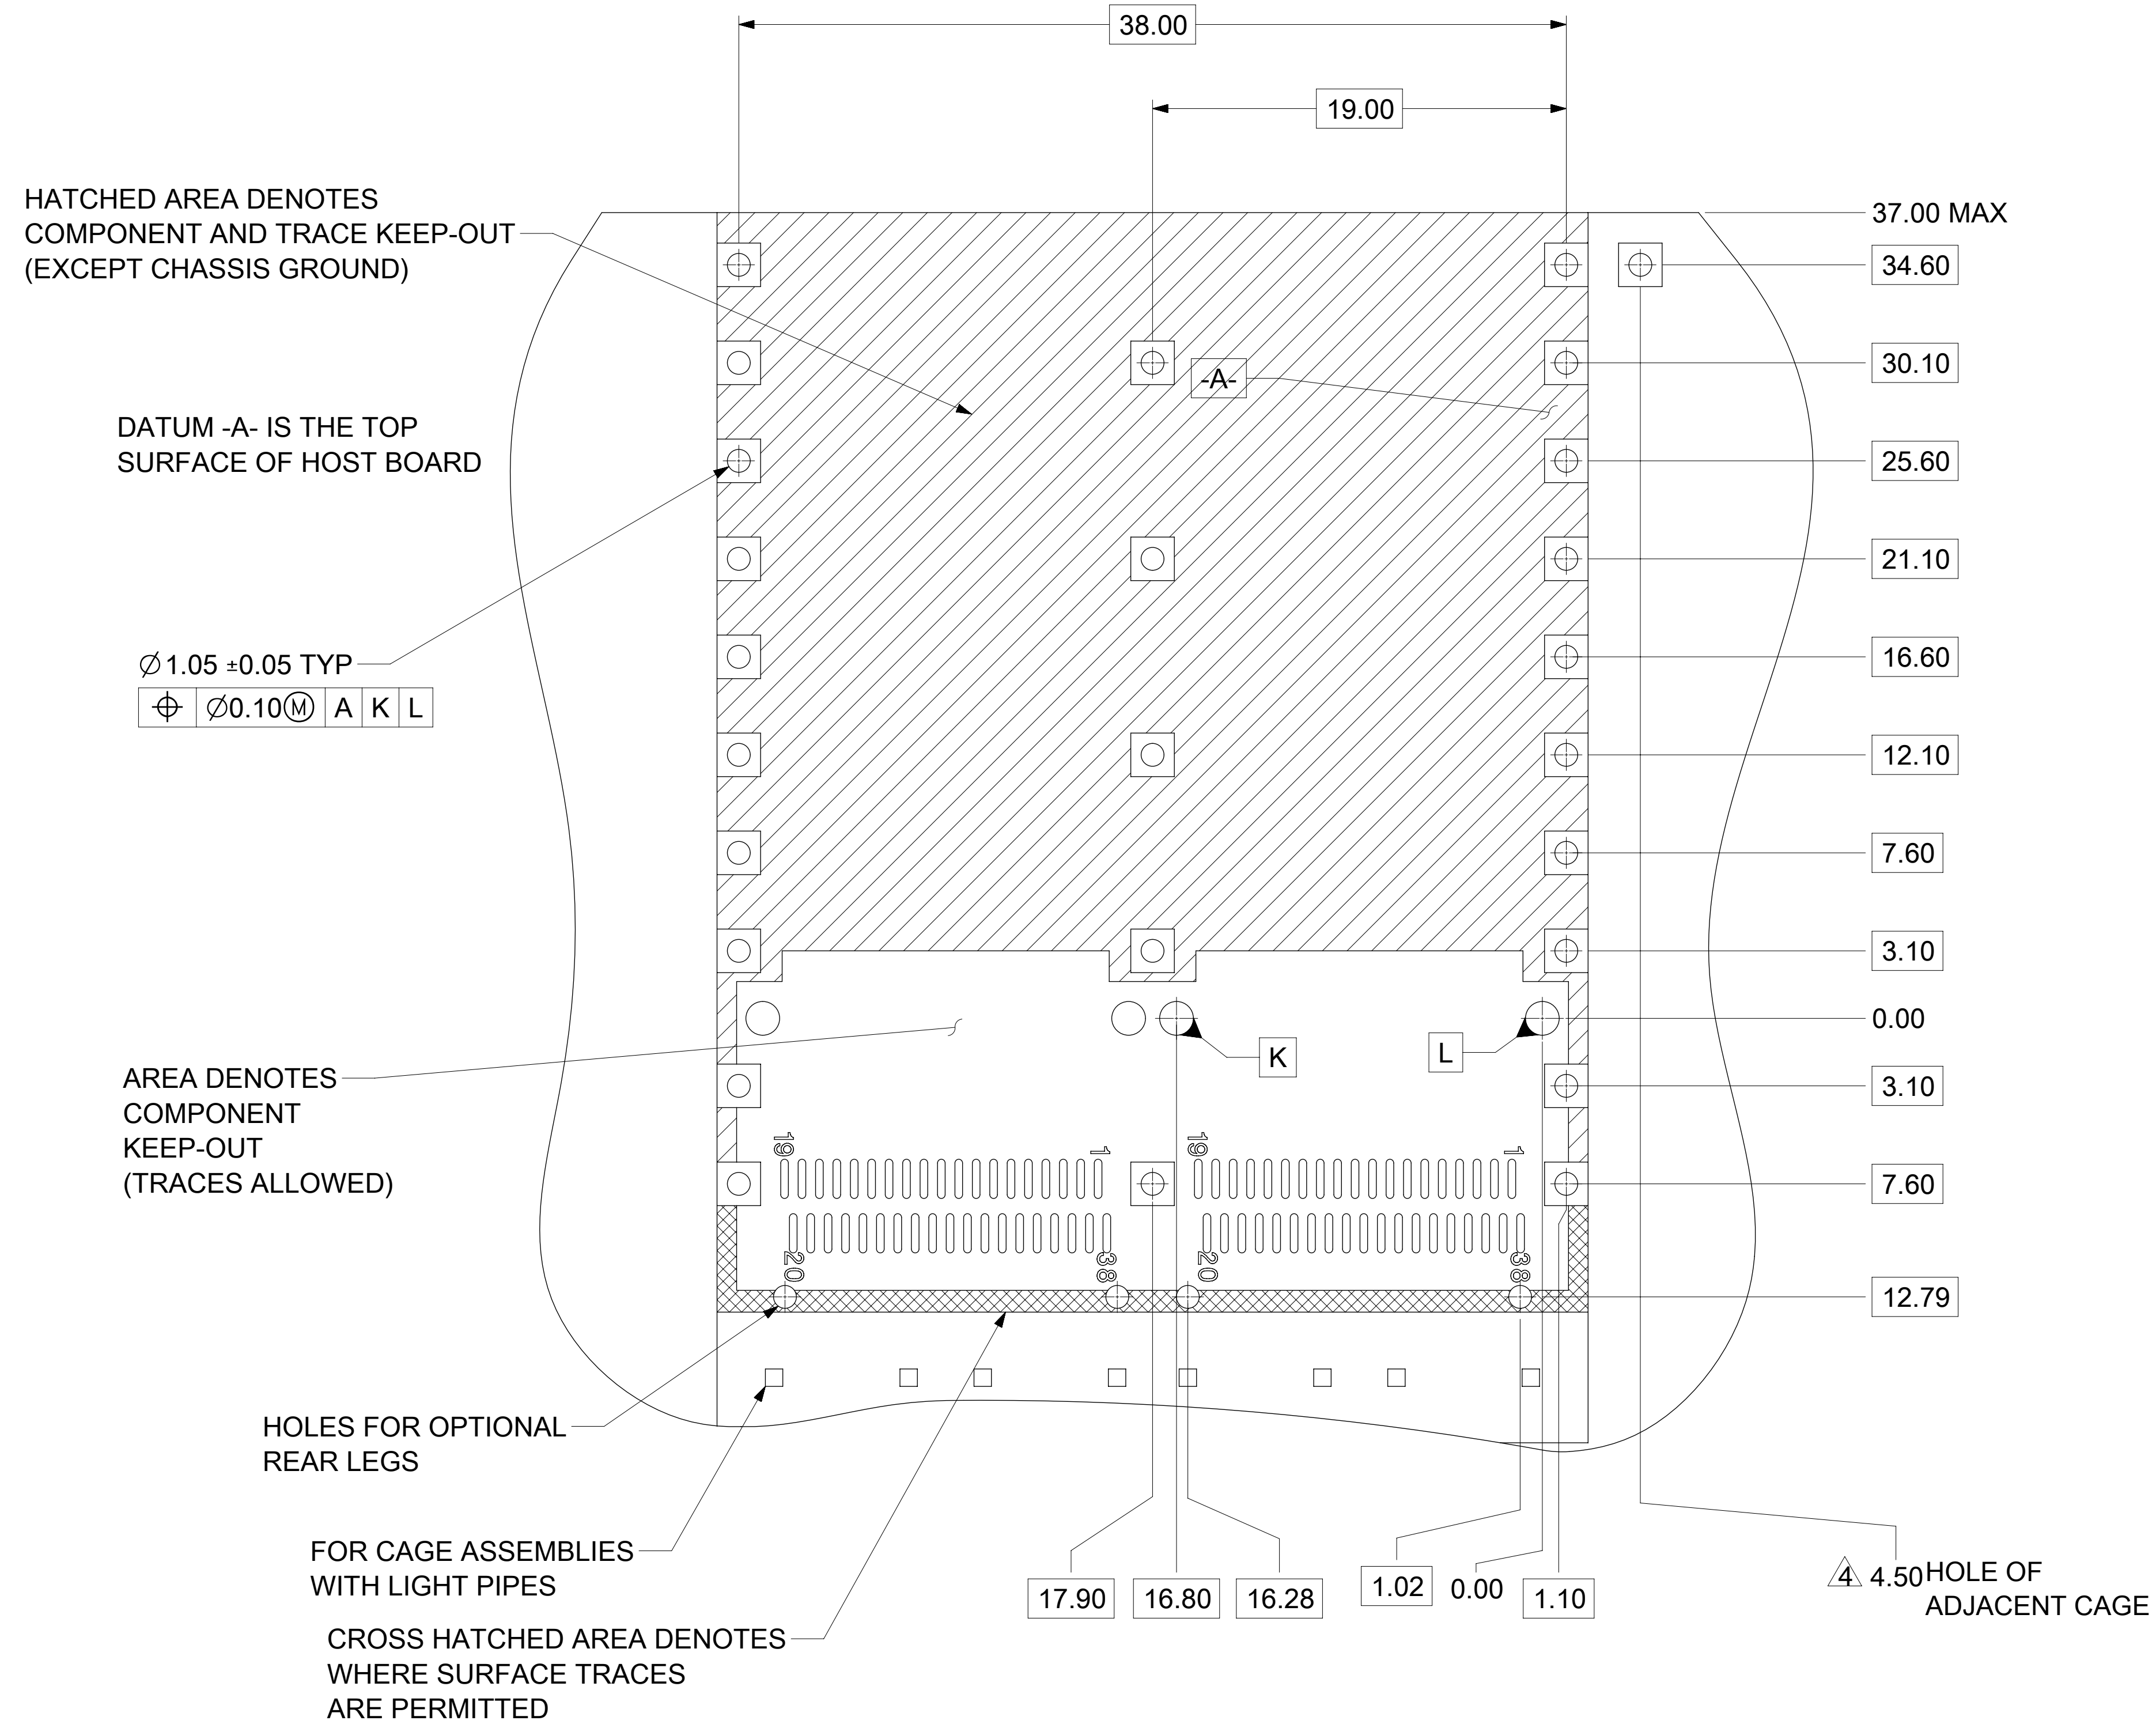 38.00
19.00
HATCHED AREA DENOTES
COMPONENT AND TRACE KEEP-OUT
(EXCEPT CHASSIS GROUND)
37.00 MAX
34.60
30.10
-A-
DATUM -A- IS THE TOP
SURFACE OF HOST BOARD
25.60
21.10
Ø1.05 ±0.05 TYP
⌖ Ø0.10Ⓜ A K L
16.60
12.10
7.60
3.10
0.00
K
L
AREA DENOTES
COMPONENT
KEEP-OUT
(TRACES ALLOWED)
3.10
19 1 19 1
7.60
20 38 20 38
12.79
HOLES FOR OPTIONAL
REAR LEGS
FOR CAGE ASSEMBLIES
WITH LIGHT PIPES
CROSS HATCHED AREA DENOTES
WHERE SURFACE TRACES
ARE PERMITTED
17.90
16.80
16.28
1.02
0.00
1.10
4 4.50 HOLE OF
ADJACENT CAGE